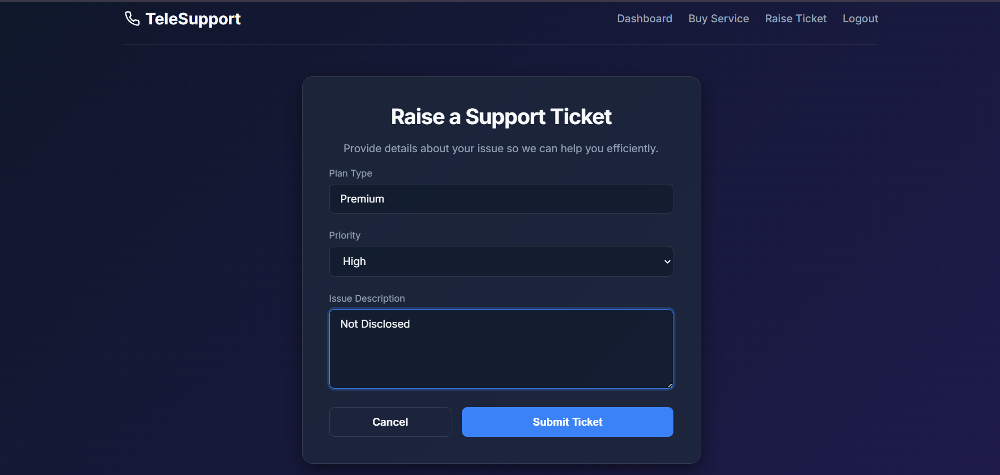 TeleSupport
Dashboard Buy Service Raise Ticket Logout
Raise a Support Ticket
Provide details about your issue so we can help you efficiently.
Plan Type
Premium
Priority
High
Issue Description
Not Disclosed
Cancel Submit Ticket